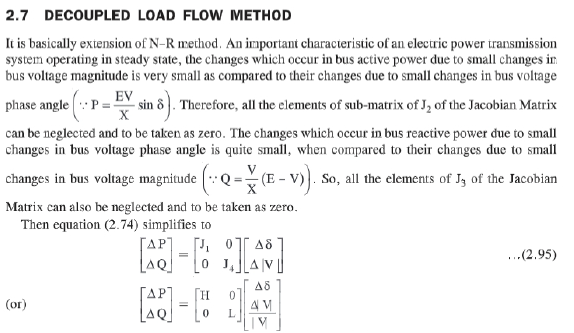 2.7 DECOUPLED LOAD FLOW METHOD
It is basically extension of N–R method. An important characteristic of an electric power transmission
system operating in steady state, the changes which occur in bus active power due to small changes in
bus voltage magnitude is very small as compared to their changes due to small changes in bus voltage
phase angle (∵ P = EV/X sin δ). Therefore, all the elements of sub-matrix of J₂ of the Jacobian Matrix
can be neglected and to be taken as zero. The changes which occur in bus reactive power due to small
changes in bus voltage phase angle is quite small, when compared to their changes due to small
changes in bus voltage magnitude (∵ Q = V/X (E – V)). So, all the elements of J₃ of the Jacobian
Matrix can also be neglected and to be taken as zero.
Then equation (2.74) simplifies to
[ΔP; ΔQ] = [J₁ 0; 0 J₄] [Δδ; Δ|V|] ...(2.95)
(or) [ΔP; ΔQ] = [H 0; 0 L] [Δδ; Δ|V|/|V|]